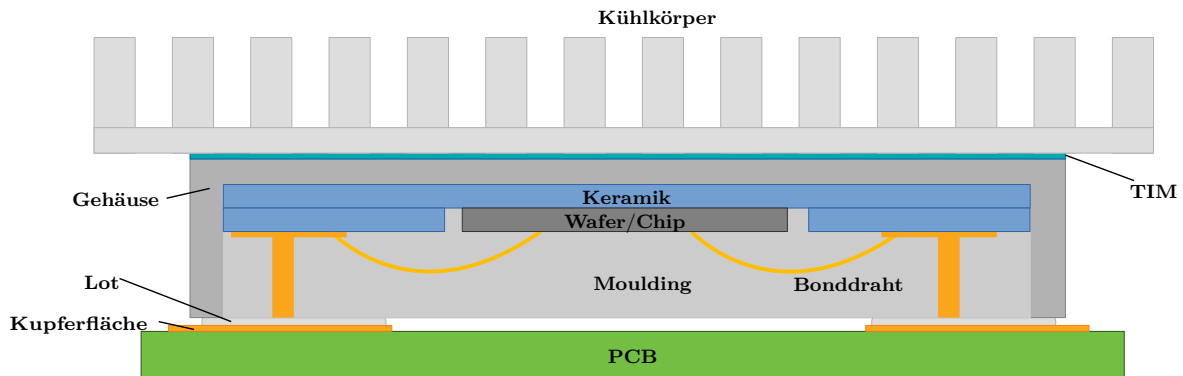 Kühlkörper
Gehäuse
Keramik
TIM
Wafer/Chip
Lot
Moulding
Bonddraht
Kupferfläche
PCB